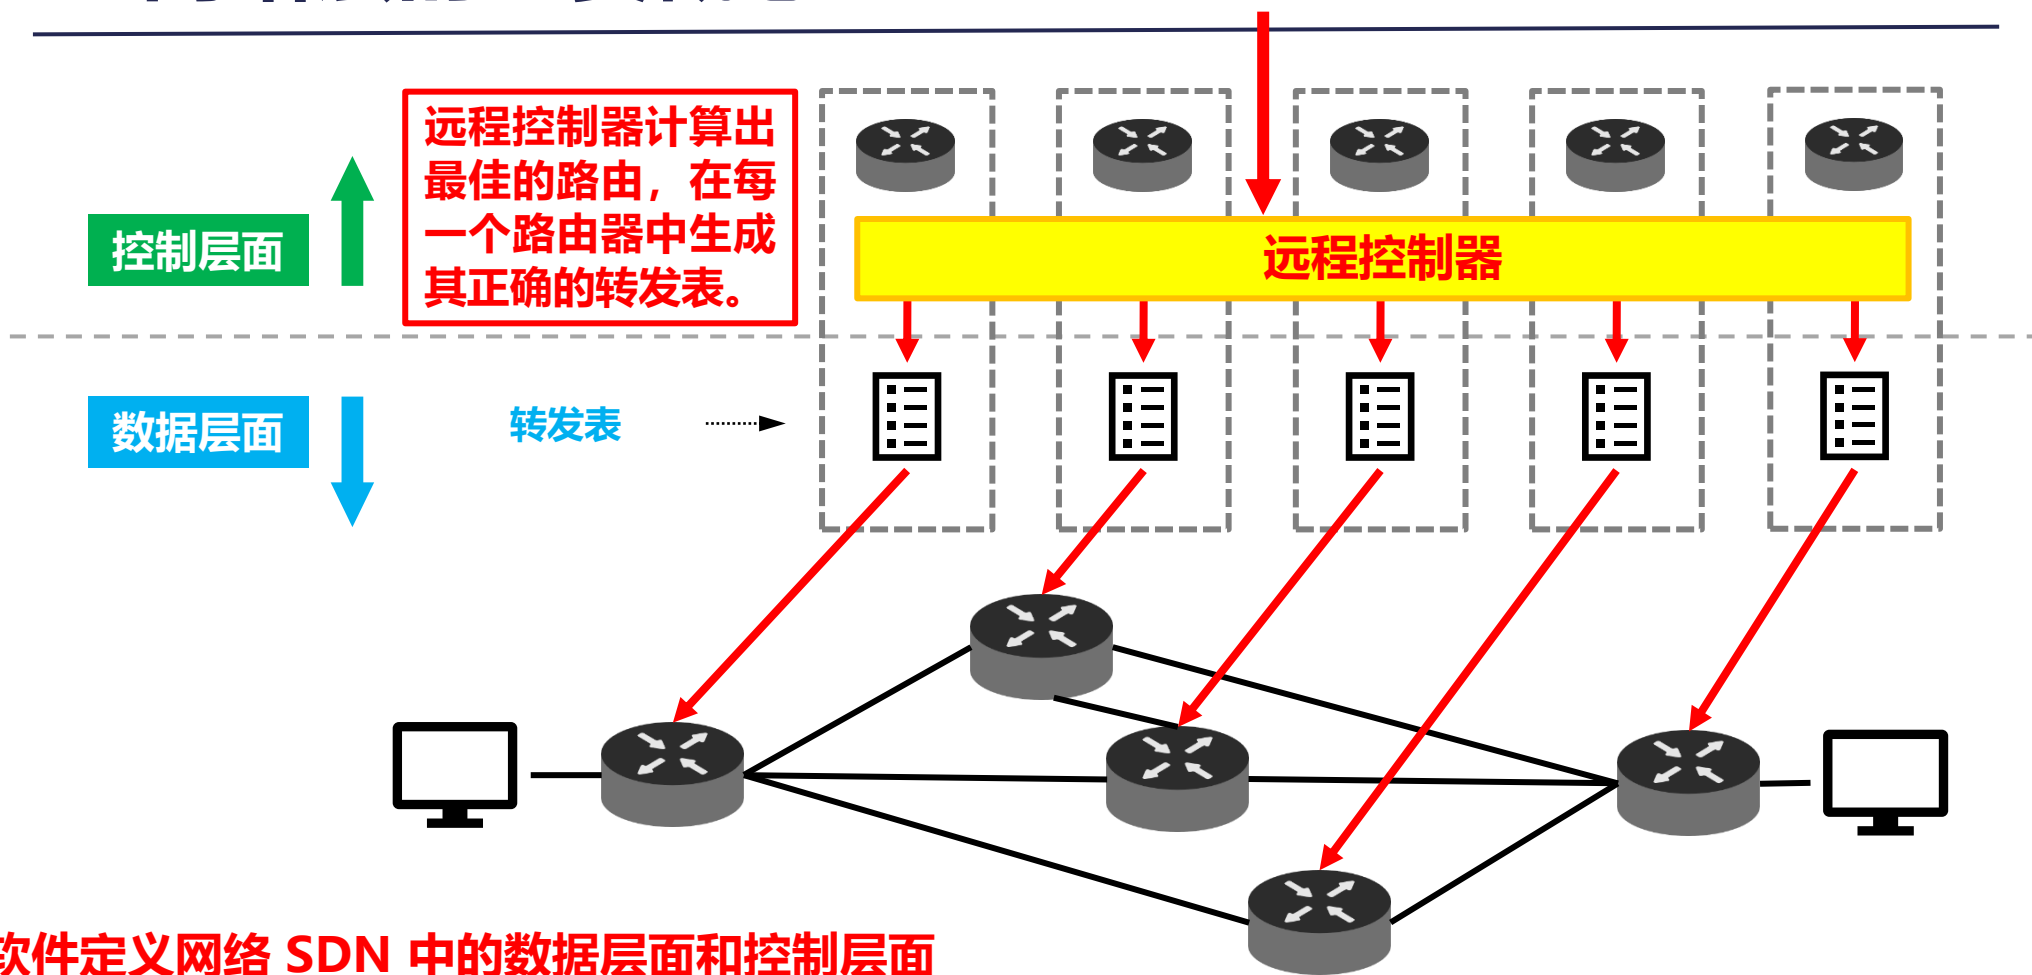 远程控制器计算出
最佳的路由，在每
一个路由器中生成
其正确的转发表。
控制层面
远程控制器
数据层面
转发表
软件定义网络 SDN 中的数据层面和控制层面